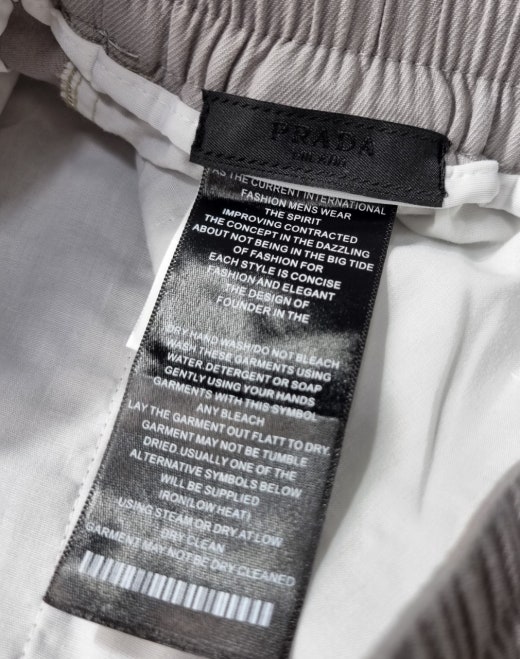 PRADA
MILANO
AS THE CURRENT INTERNATIONAL
FASHION MENS WEAR
THE SPIRIT
IMPROVING CONTRACTED
THE CONCEPT IN THE DAZZLING
ABOUT NOT BEING IN THE BIG TIDE
OF FASHION FOR
EACH STYLE IS CONCISE
FASHION AND ELEGANT
THE DESIGN OF
FOUNDER IN THE
DRY HAND WASH/DO NOT BLEACH
WASH THESE GARMENTS USING
WATER.DETERGENT OR SOAP
GENTLY USING YOUR HANDS
GARMENTS WITH THIS SYMBOL
ANY BLEACH
LAY THE GARMENT OUT FLATT TO DRY.
GARMENT MAY NOT BE TUMBLE
DRIED.USUALLY ONE OF THE
ALTERNATIVE SYMBOLS BELOW
WILL BE SUPPLIED
IRON(LOW HEAT)
USING STEAM OR DRY AT LOW
DRY CLEAN
GARMENT MAY NOT BE DRY CLEANED